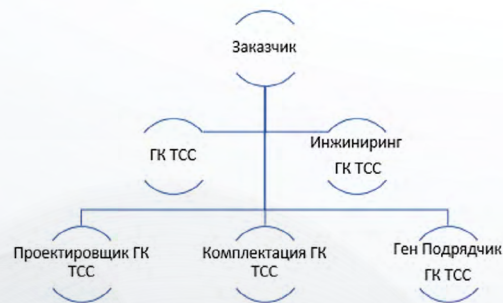 Заказчик
ГК ТСС
Инжиниринг
ГК ТСС
Проектировщик ГК
ТСС
Комплектация ГК
ТСС
Ген Подрядчик
ГК ТСС